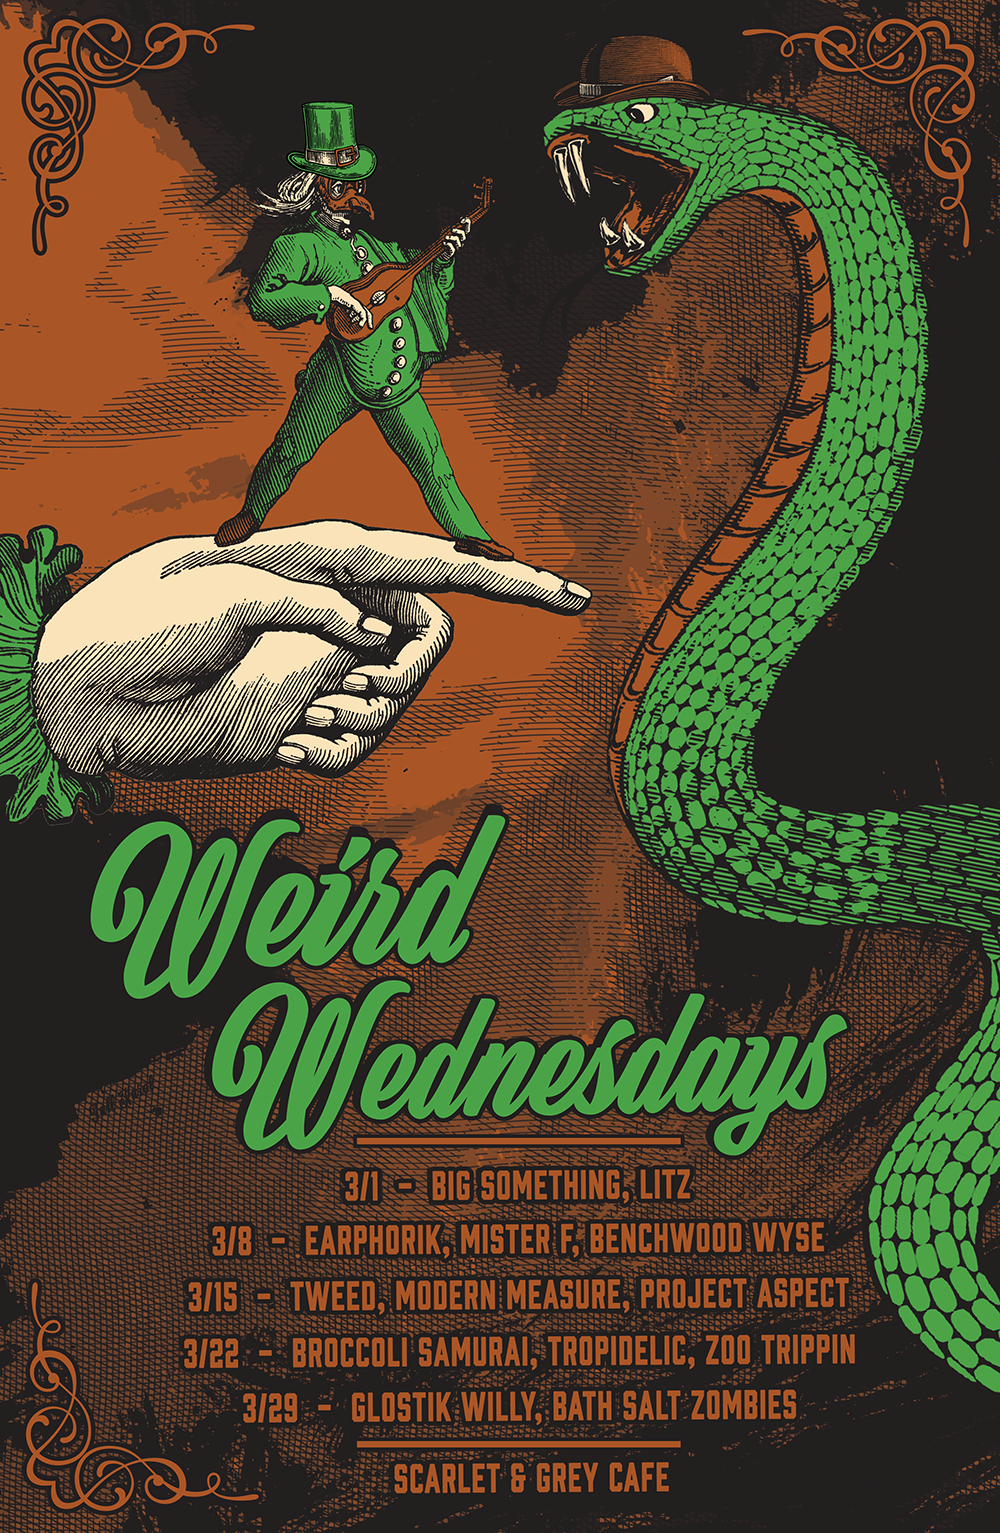 Weird
Wednesdays
3/1 – BIG SOMETHING, LITZ
3/8 – EARPHORIK, MISTER F, BENCHWOOD WYSE
3/15 – TWEED, MODERN MEASURE, PROJECT ASPECT
3/22 – BROCCOLI SAMURAI, TROPIDELIC, ZOO TRIPPIN
3/29 – GLOSTIK WILLY, BATH SALT ZOMBIES
SCARLET & GREY CAFE